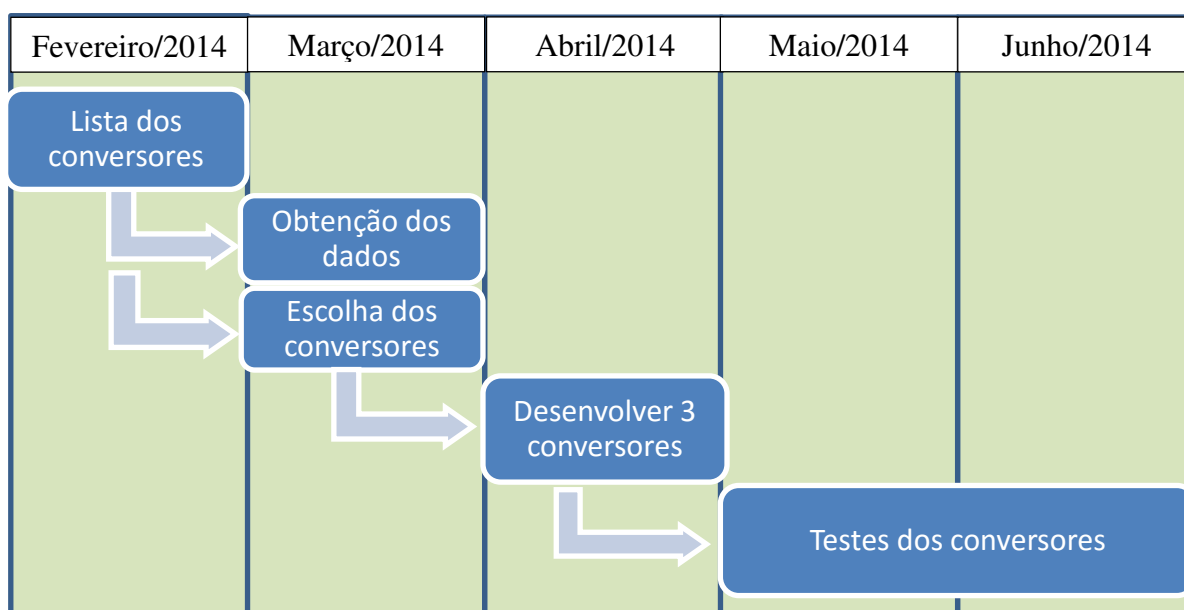 Fevereiro/2014 Março/2014 Abril/2014 Maio/2014 Junho/2014
Lista dos
conversores
Obtenção dos
dados
Escolha dos
conversores
Desenvolver 3
conversores
Testes dos conversores